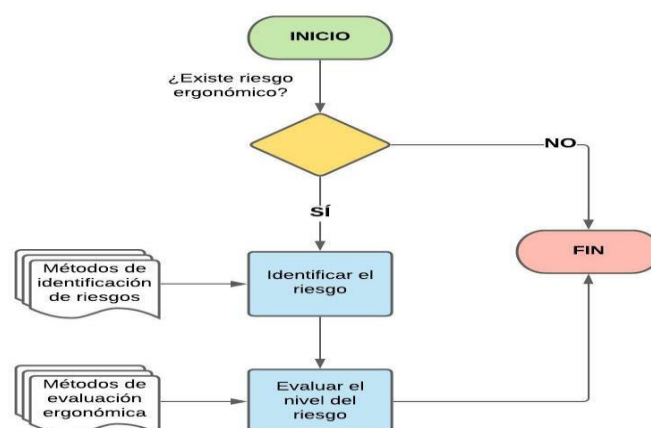 INICIO
¿Existe riesgo
ergonómico?
NO
SÍ
FIN
Métodos de
identificación
de riesgos
Identificar el
riesgo
Métodos de
evaluación
ergonómica
Evaluar el
nivel del
riesgo